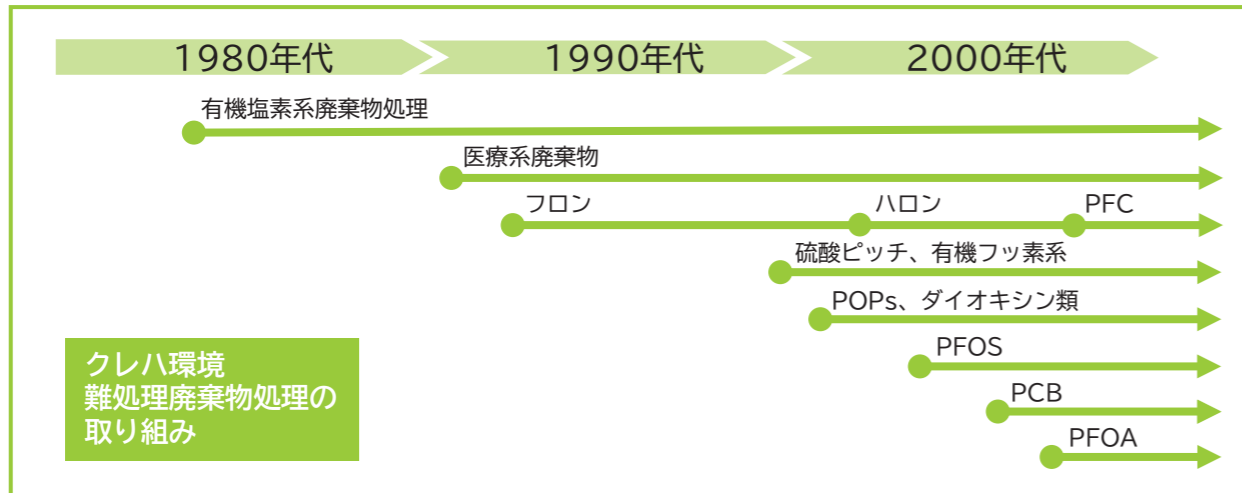 1980年代
1990年代
2000年代
有機塩素系廃棄物処理
医療系廃棄物
フロン
ハロン
PFC
硫酸ピッチ、有機フッ素系
POPs、ダイオキシン類
PFOS
PCB
PFOA
クレハ環境
難処理廃棄物処理の
取り組み